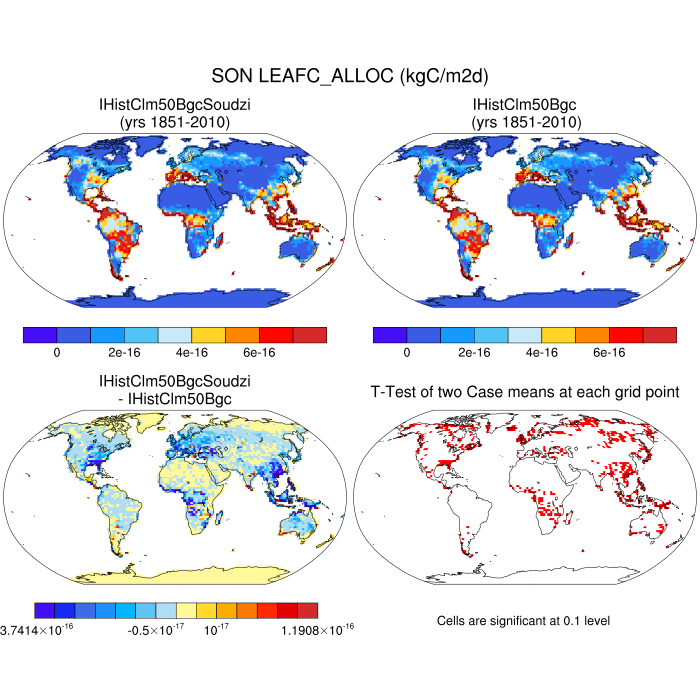 SON LEAFC_ALLOC (kgC/m2d)
IHistClm50BgcSoudzi
(yrs 1851-2010)
IHistClm50Bgc
(yrs 1851-2010)
0 2e-16 4e-16 6e-16
0 2e-16 4e-16 6e-16
IHistClm50BgcSoudzi
- IHistClm50Bgc
T-Test of two Case means at each grid point
3.7414×10⁻¹⁶ -0.5×10⁻¹⁷ 10⁻¹⁷ 1.1908×10⁻¹⁶
Cells are significant at 0.1 level